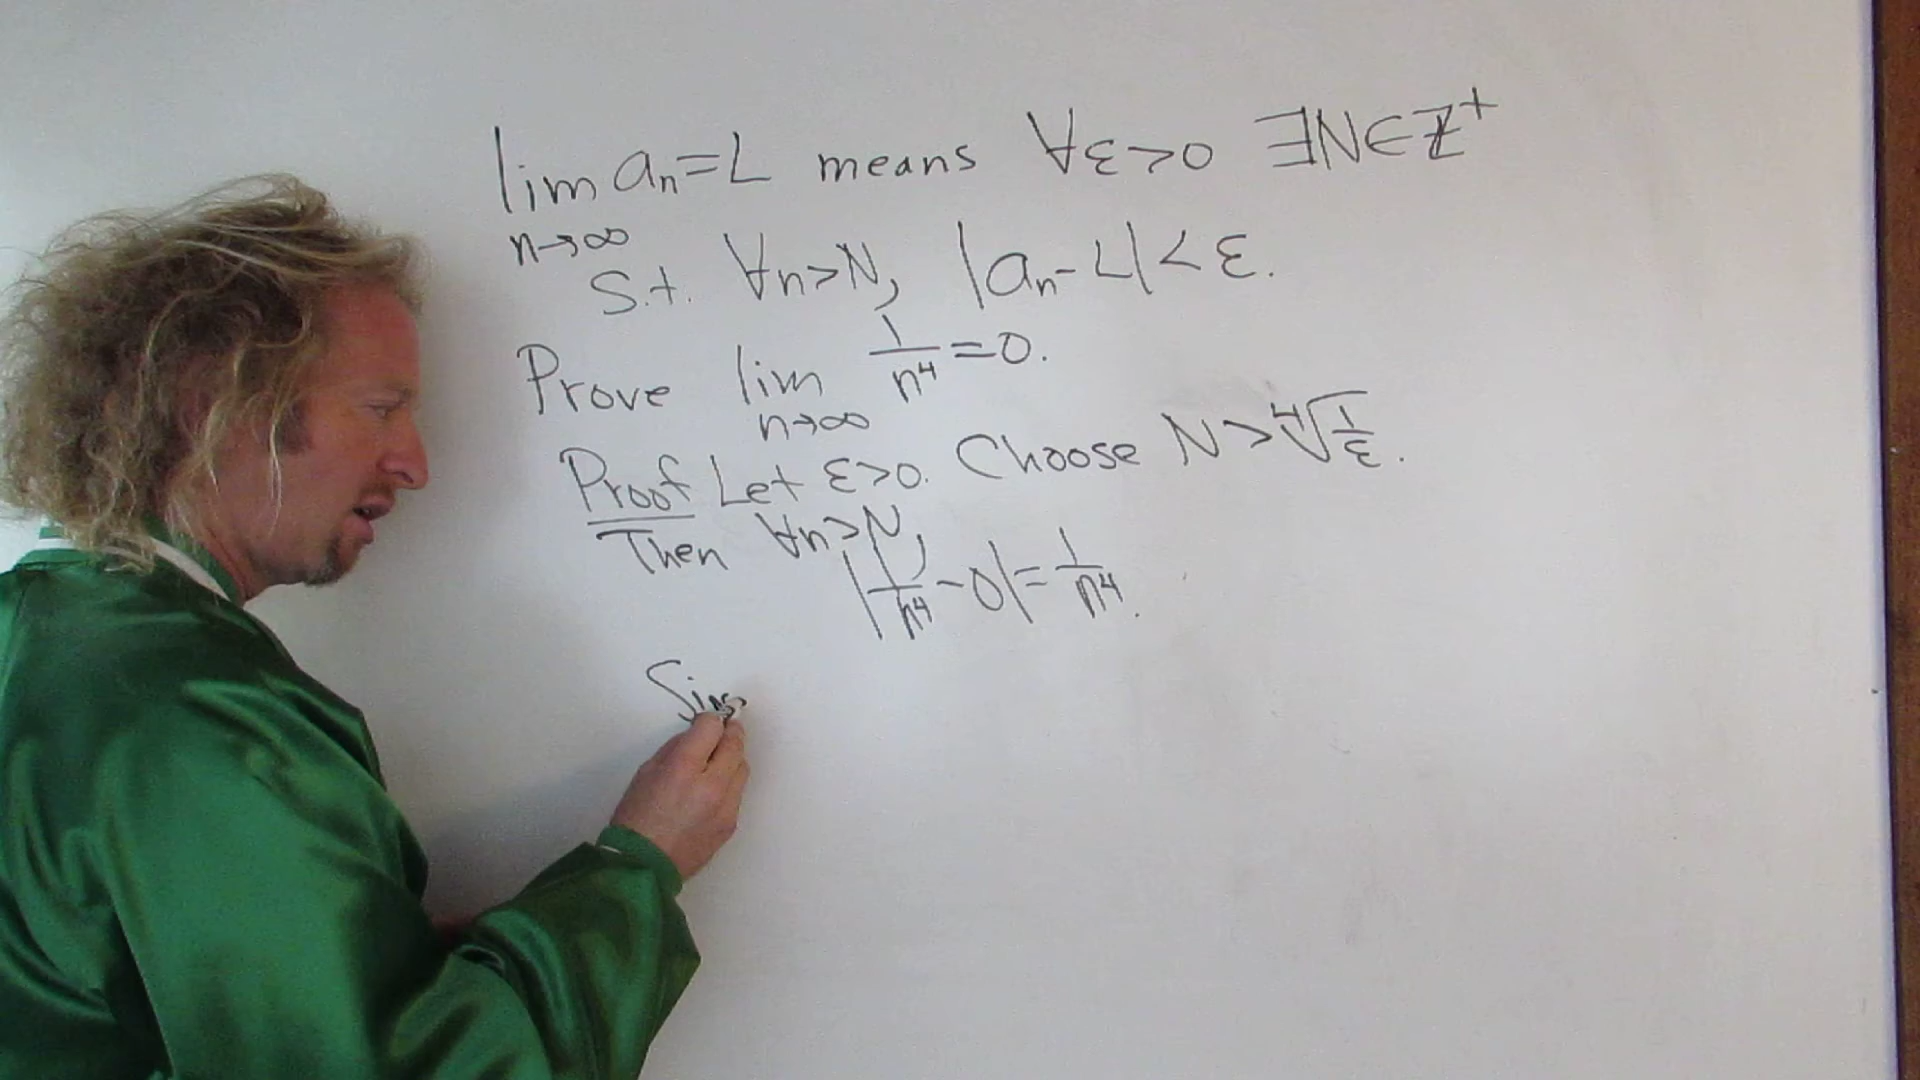 lim aₙ = L means ∀ε>0 ∃N∈ℤ⁺
n→∞
s.t. ∀n>N, |aₙ - L| < ε.
Prove lim 1/n⁴ = 0.
n→∞
Proof Let ε>0. Choose N > ⁴√(1/ε).
Then ∀n>N,
|1/n⁴ - 0| = 1/n⁴.